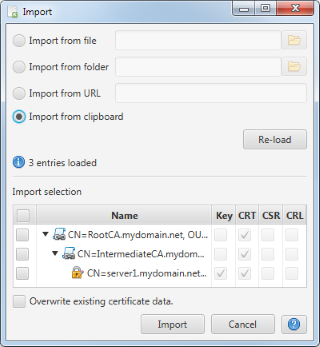 Import
Import from file
Import from folder
Import from URL
Import from clipboard
Re-load
3 entries loaded
Import selection
Name Key CRT CSR CRL
CN=RootCA.mydomain.net, OU...
CN=IntermediateCA.mydom...
CN=server1.mydomain.net...
Overwrite existing certificate data.
Import Cancel ?